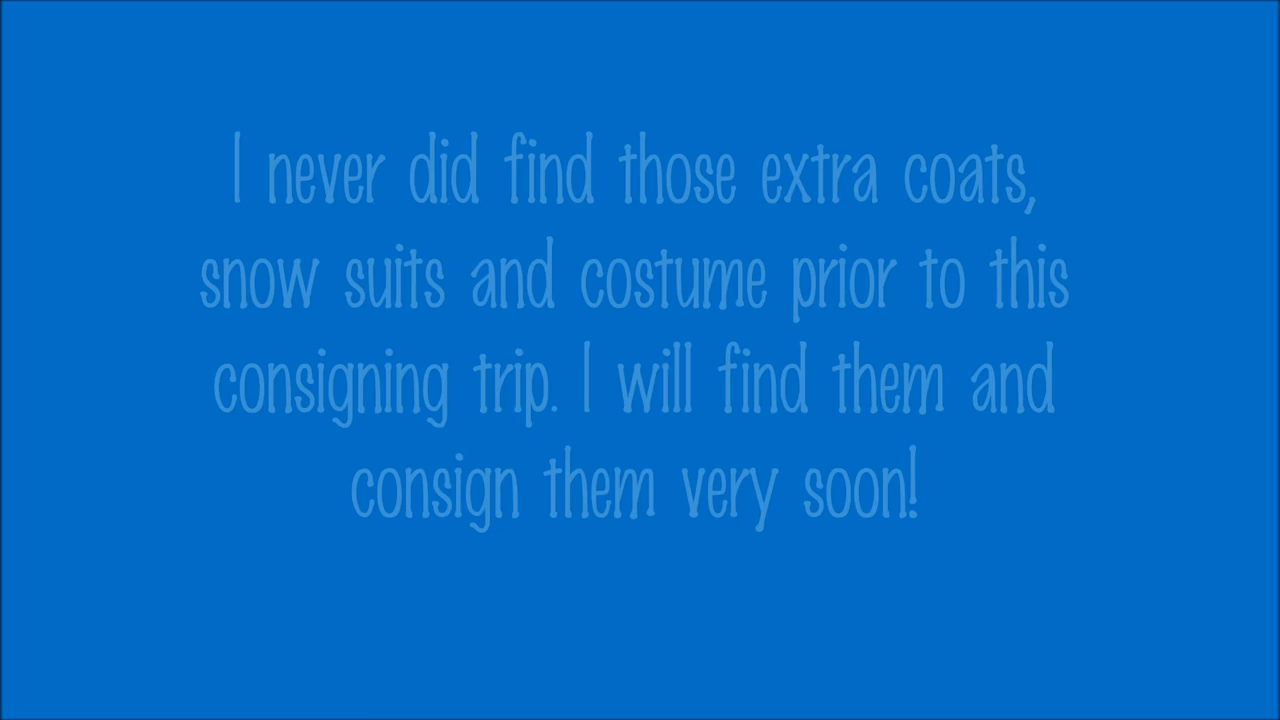 I never did find those extra coats,
snow suits and costume prior to this
consigning trip. I will find them and
consign them very soon!